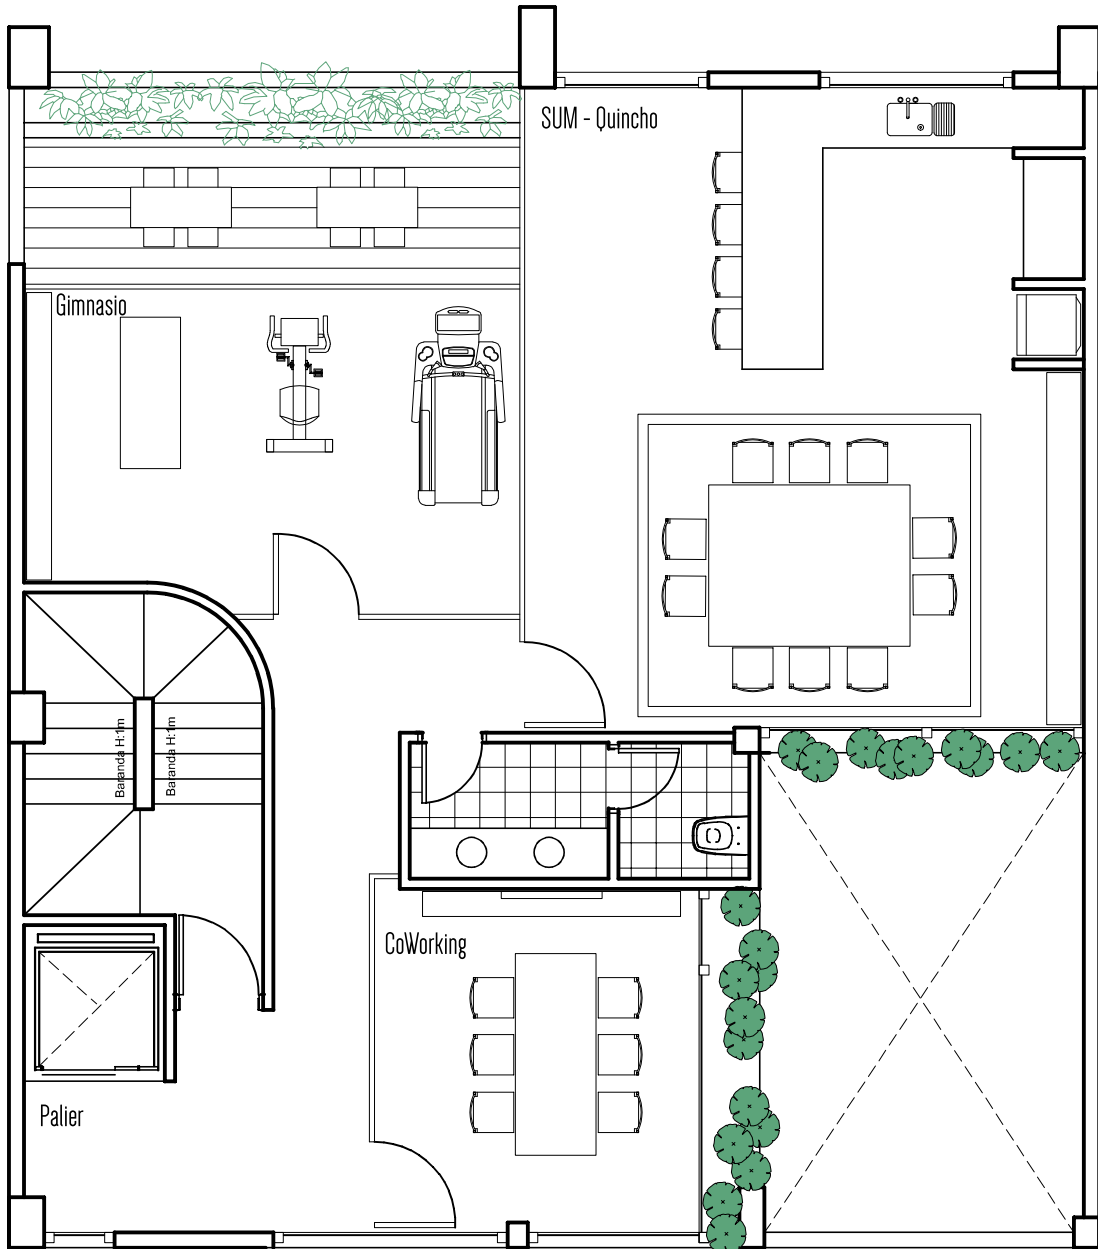 SUM - Quincho
Gimnasio
Baranda H:1m
Baranda H:1m
CoWorking
Palier